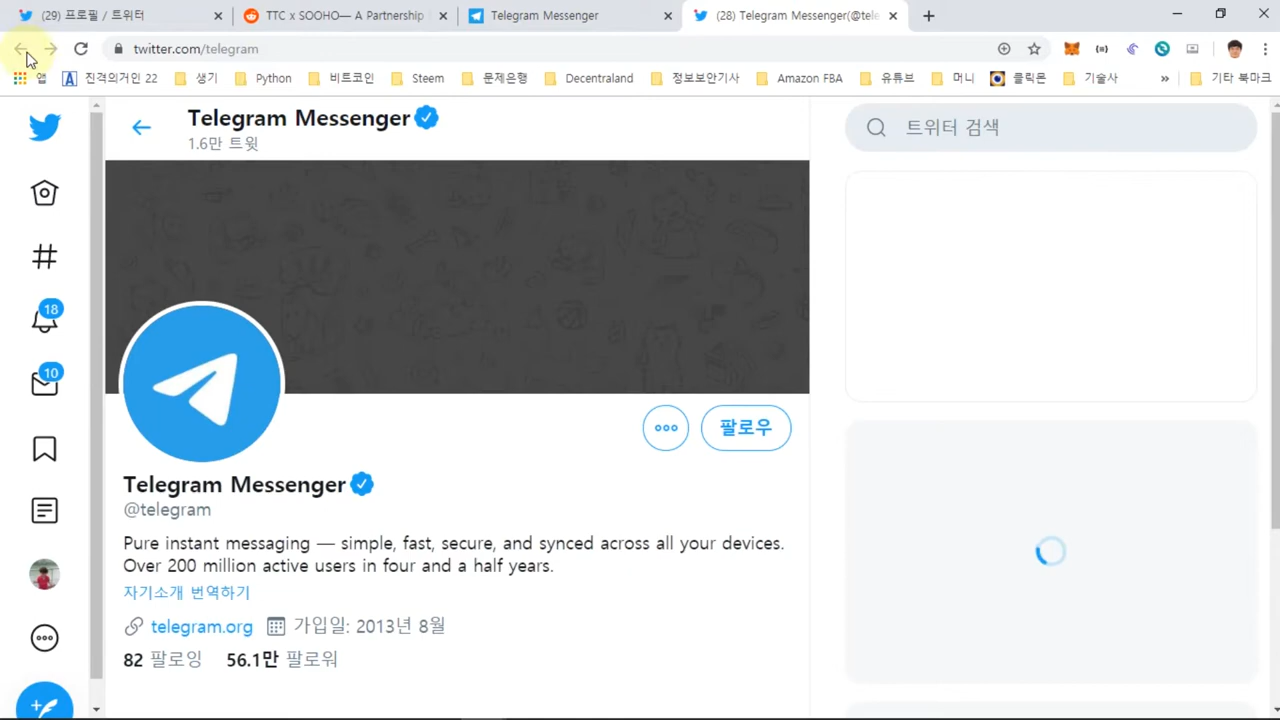 (29) 프로필 / 트위터
TTC x SOOHO— A Partnership
Telegram Messenger
(28) Telegram Messenger(@tele
twitter.com/telegram
앱
진격의거인 22
생기
Python
비트코인
Steem
문제은행
Decentraland
정보보안기사
Amazon FBA
유튜브
머니
클릭몬
기술사
»
기타 북마크
Telegram Messenger
1.6만 트윗
트위터 검색
18
10
팔로우
Telegram Messenger
@telegram
Pure instant messaging — simple, fast, secure, and synced across all your devices.
Over 200 million active users in four and a half years.
자기소개 번역하기
telegram.org 가입일: 2013년 8월
82 팔로잉 56.1만 팔로워